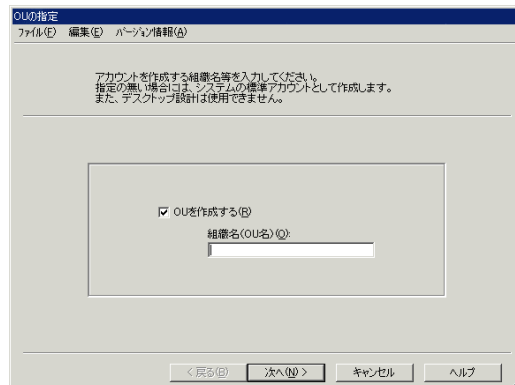 OUの指定
ファイル(F) 編集(E) バージョン情報(A)
アカウントを作成する組織名等を入力してください。
指定の無い場合には、システムの標準アカウントとして作成します。
また、デスクトップ設計は使用できません。
OUを作成する(R)
組織名(OU名)(O):
< 戻る(B) 次へ(N) > キャンセル ヘルプ